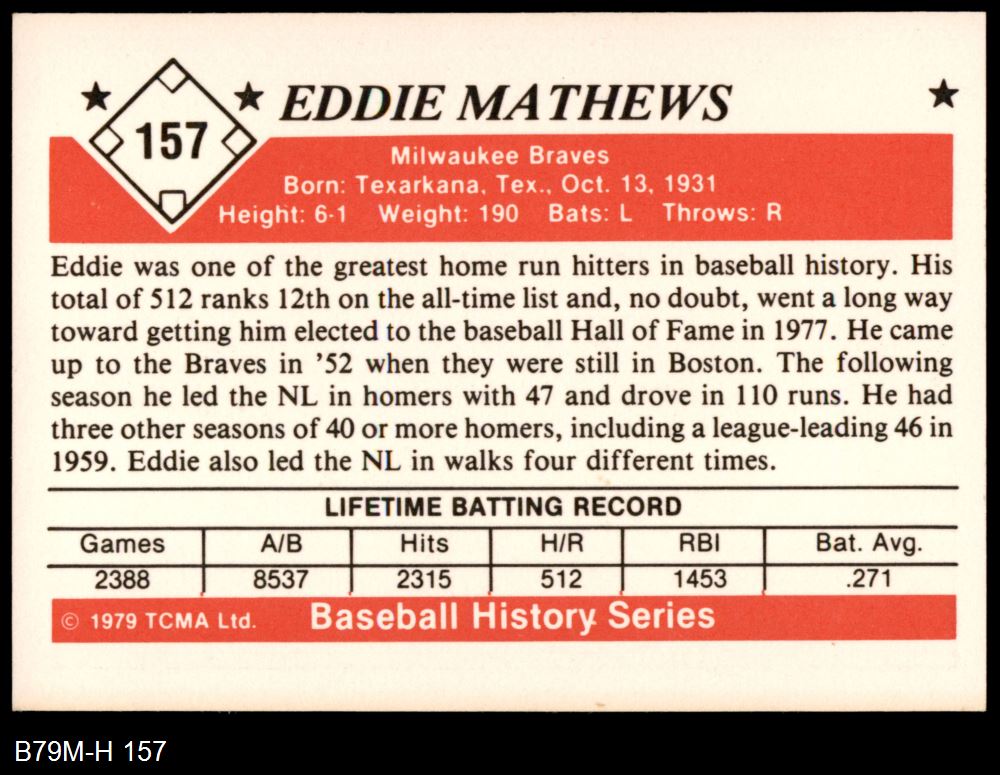 157
EDDIE MATHEWS
Milwaukee Braves
Born: Texarkana, Tex., Oct. 13, 1931
Height: 6-1 Weight: 190 Bats: L Throws: R
Eddie was one of the greatest home run hitters in baseball history. His
total of 512 ranks 12th on the all-time list and, no doubt, went a long way
toward getting him elected to the baseball Hall of Fame in 1977. He came
up to the Braves in ’52 when they were still in Boston. The following
season he led the NL in homers with 47 and drove in 110 runs. He had
three other seasons of 40 or more homers, including a league-leading 46 in
1959. Eddie also led the NL in walks four different times.
LIFETIME BATTING RECORD
Games A/B Hits H/R RBI Bat. Avg.
2388 8537 2315 512 1453 .271
© 1979 TCMA Ltd. Baseball History Series
B79M-H 157